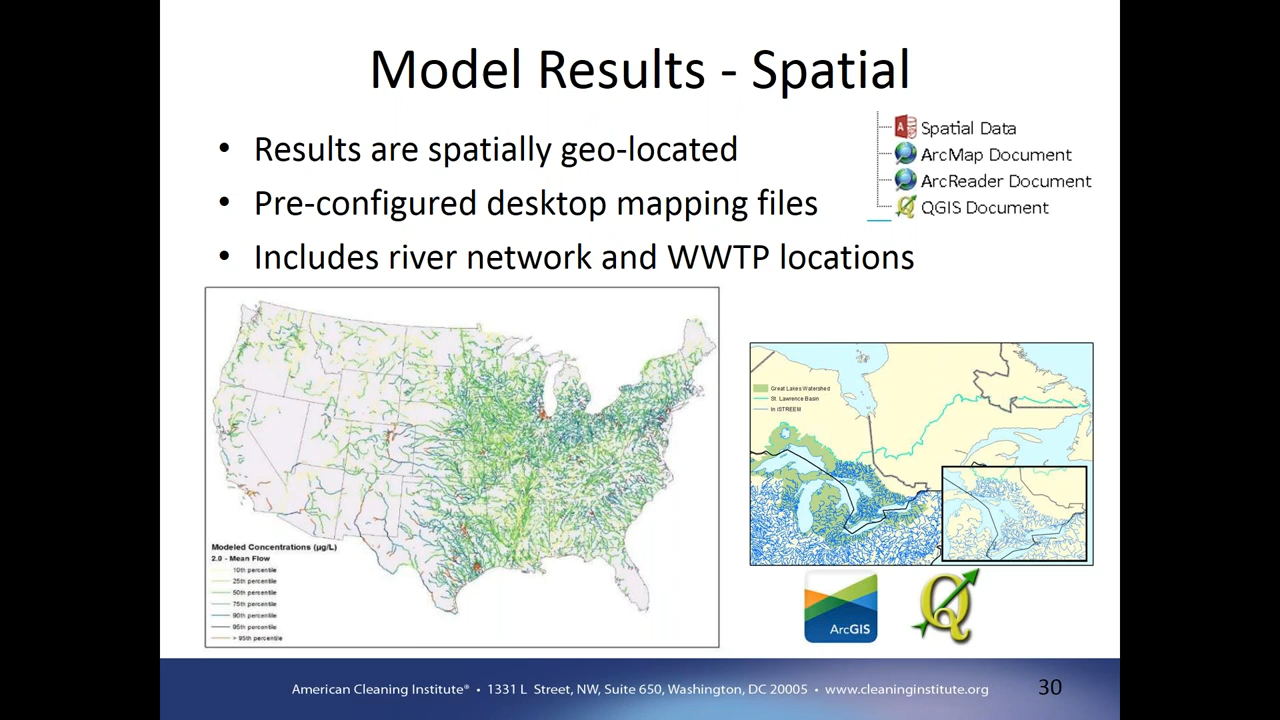 Model Results - Spatial
• Results are spatially geo-located
• Pre-configured desktop mapping files
• Includes river network and WWTP locations
Spatial Data
ArcMap Document
ArcReader Document
QGIS Document
Modeled Concentrations (µg/L)
2.0 - Mean Flow
10th percentile
25th percentile
50th percentile
75th percentile
90th percentile
95th percentile
> 95th percentile
Great Lakes Watershed
St. Lawrence Basin
In iSTREEM
ArcGIS
American Cleaning Institute® • 1331 L Street, NW, Suite 650, Washington, DC 20005 • www.cleaninginstitute.org
30